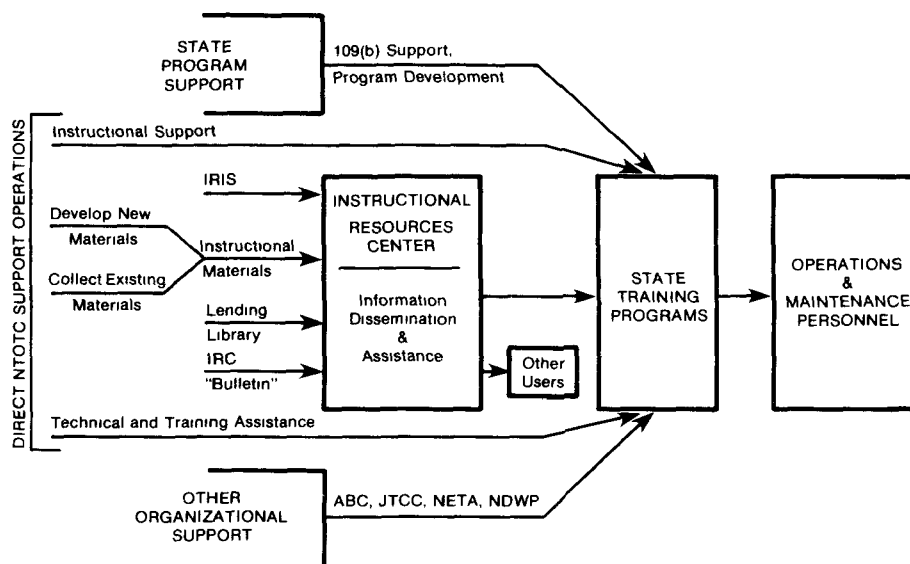 STATE
PROGRAM
SUPPORT
109(b) Support,
Program Development
DIRECT NTOTC SUPPORT OPERATIONS
Instructional Support
IRIS
Develop New
Materials
Collect Existing
Materials
Instructional
Materials
Lending
Library
IRC
"Bulletin"
INSTRUCTIONAL
RESOURCES
CENTER
Information
Dissemination
&
Assistance
Other
Users
STATE
TRAINING
PROGRAMS
OPERATIONS
&
MAINTENANCE
PERSONNEL
Technical and Training Assistance
OTHER
ORGANIZATIONAL
SUPPORT
ABC, JTCC, NETA, NDWP